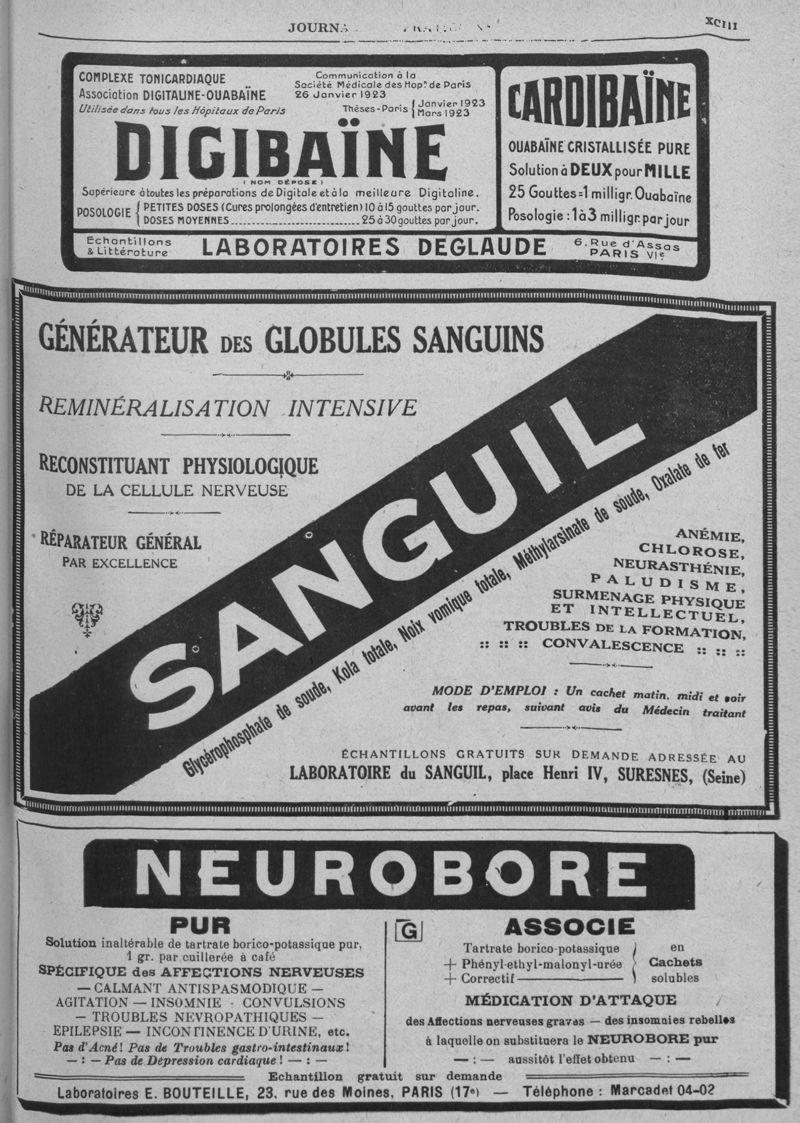 JOURNA
XCIII
COMPLEXE TONICARDIAQUE
Association DIGITALINE-OUABAÏNE
Utilisée dans tous les Hôpitaux de Paris
Communication à la
Société Médicale des Hopx de Paris
26 Janvier 1923
Thèses-Paris { Janvier 1923
Mars 1923
DIGIBAÏNE
( NOM DÉPOSÉ )
Supérieure à toutes les préparations de Digitale et à la meilleure Digitaline.
POSOLOGIE { PETITES DOSES (Cures prolongées d'entretien) 10 à 15 gouttes par jour.
DOSES MOYENNES.......................25 à 30 gouttes par jour.
CARDIBAÏNE
OUABAÏNE CRISTALLISÉE PURE
Solution à DEUX pour MILLE
25 Gouttes = 1 milligr. Ouabaïne
Posologie : 1 à 3 milligr. par jour
Echantillons
& Littérature
LABORATOIRES DEGLAUDE
6, Rue d'Assas
PARIS VIe
GÉNÉRATEUR DES GLOBULES SANGUINS
REMINÉRALISATION INTENSIVE
RECONSTITUANT PHYSIOLOGIQUE
DE LA CELLULE NERVEUSE
RÉPARATEUR GÉNÉRAL
PAR EXCELLENCE
SANGUIL
Glycérophosphate de soude, Kola totale, Noix vomique totale, Méthylarsinate de soude, Oxalate de fer
ANÉMIE,
CHLOROSE,
NEURASTHÉNIE,
PALUDISME,
SURMENAGE PHYSIQUE
ET INTELLECTUEL,
TROUBLES DE LA FORMATION,
:: :: :: CONVALESCENCE :: :: ::
MODE D'EMPLOI : Un cachet matin, midi et soir
avant les repas, suivant avis du Médecin traitant
ÉCHANTILLONS GRATUITS SUR DEMANDE ADRESSÉE AU
LABORATOIRE du SANGUIL, place Henri IV, SURESNES, (Seine)
NEUROBORE
PUR
Solution inaltérable de tartrate borico-potassique pur,
1 gr. par cuillerée à café
SPÉCIFIQUE des AFFECTIONS NERVEUSES
— CALMANT ANTISPASMODIQUE —
AGITATION — INSOMNIE - CONVULSIONS
— TROUBLES NÉVROPATHIQUES —
EPILEPSIE — INCONTINENCE D'URINE, etc.
Pas d'Acné ! Pas de Troubles gastro-intestinaux !
— : — Pas de Dépression cardiaque ! — : —
G
ASSOCIE
Tartrate borico-potassique
+ Phényl-ethyl-malonyl-urée
+ Correctif
en
Cachets
solubles
MÉDICATION D'ATTAQUE
des Affections nerveuses graves — des insomnies rebelles
à laquelle on substituera le NEUROBORE pur
— : — aussitôt l'effet obtenu — : —
Echantillon gratuit sur demande
Laboratoires E. BOUTEILLE, 23, rue des Moines, PARIS (17e) — Téléphone : Marcadet 04-02